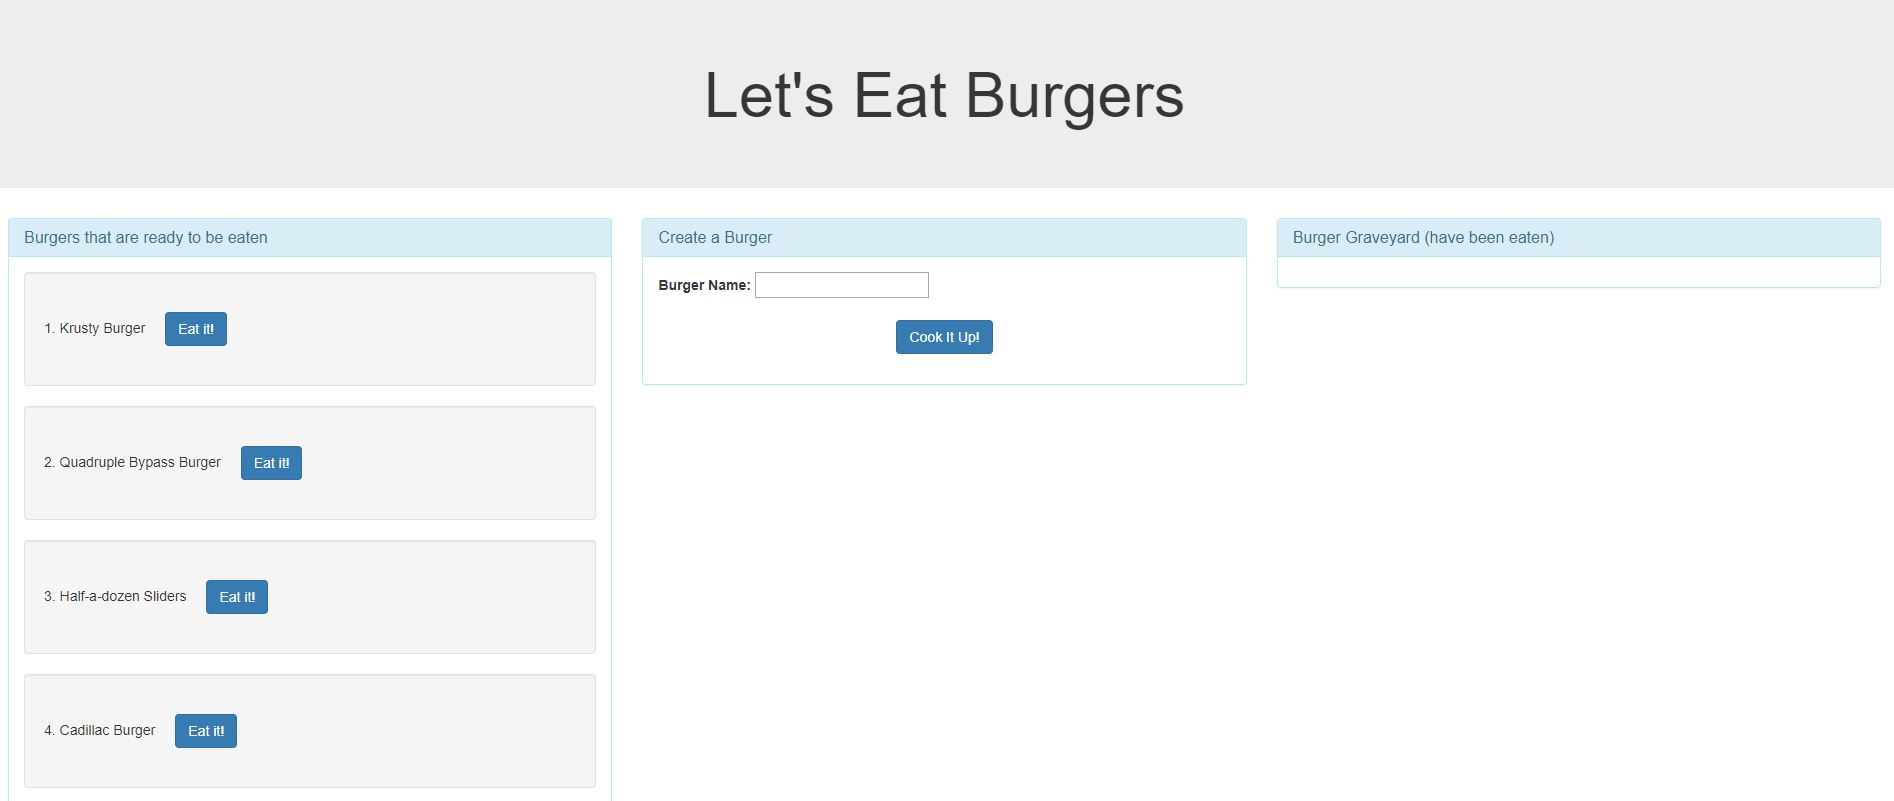 Let's Eat Burgers
Burgers that are ready to be eaten
1. Krusty Burger Eat it!
2. Quadruple Bypass Burger Eat it!
3. Half-a-dozen Sliders Eat it!
4. Cadillac Burger Eat it!
Create a Burger
Burger Name:
Cook It Up!
Burger Graveyard (have been eaten)